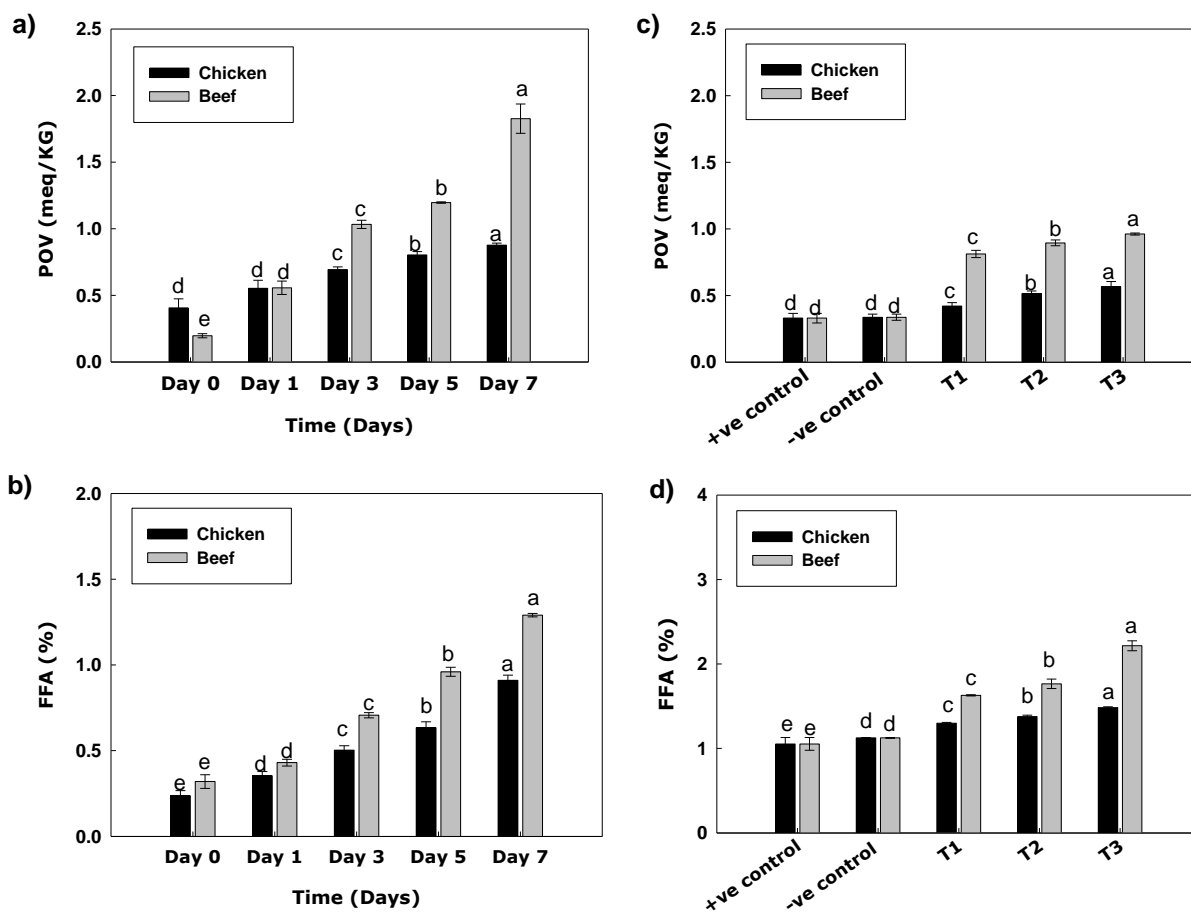 a)
2.5
2.0
1.5
1.0
0.5
0.0
POV (meq/KG)
Chicken
Beef
d
e
d d
c
c
b
b
a
a
Day 0 Day 1 Day 3 Day 5 Day 7
Time (Days)
c)
2.5
2.0
1.5
1.0
0.5
0.0
POV (meq/KG)
Chicken
Beef
d d
d d
c
c
b
b
a
a
+ve control -ve control T1 T2 T3
b)
2.0
1.5
1.0
0.5
0.0
FFA (%)
Chicken
Beef
e
e
d d
c
c
b
b
a
a
Day 0 Day 1 Day 3 Day 5 Day 7
Time (Days)
d)
4
3
2
1
0
FFA (%)
Chicken
Beef
e e
d d
c
c
b
b
a
a
+ve control -ve control T1 T2 T3